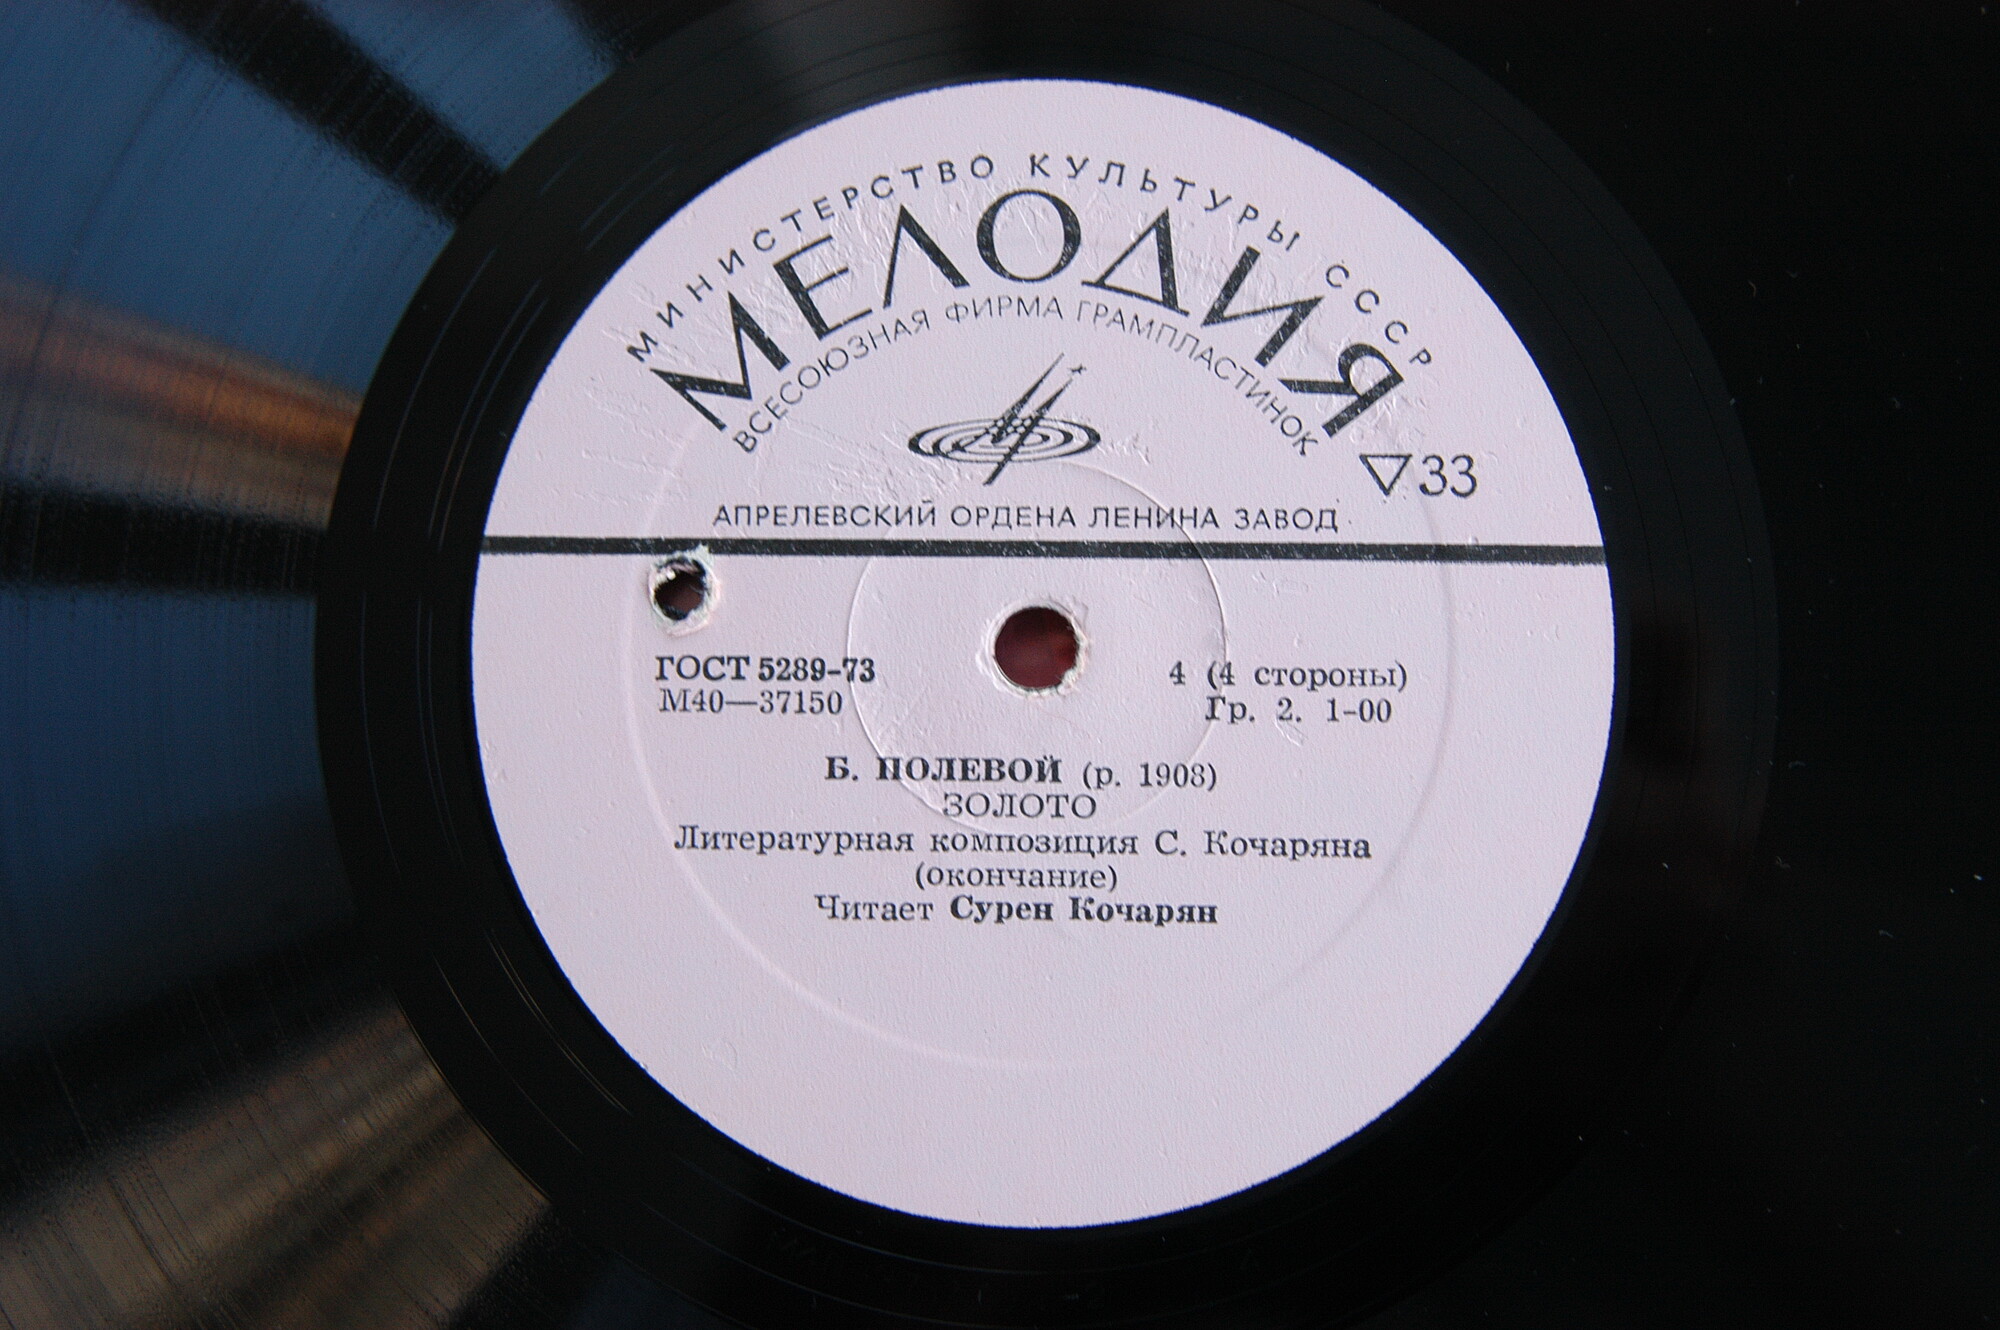 МИНИСТЕРСТВО КУЛЬТУРЫ СССР
МЕЛОДИЯ
ВСЕСОЮЗНАЯ ФИРМА ГРАМПЛАСТИНОК
▽33
АПРЕЛЕВСКИЙ ОРДЕНА ЛЕНИНА ЗАВОД
ГОСТ 5289-73
4 (4 стороны)
М40—37150
Гр. 2. 1-00
Б. ПОЛЕВОЙ (р. 1908)
ЗОЛОТО
Литературная композиция С. Кочаряна
(окончание)
Читает Сурен Кочарян